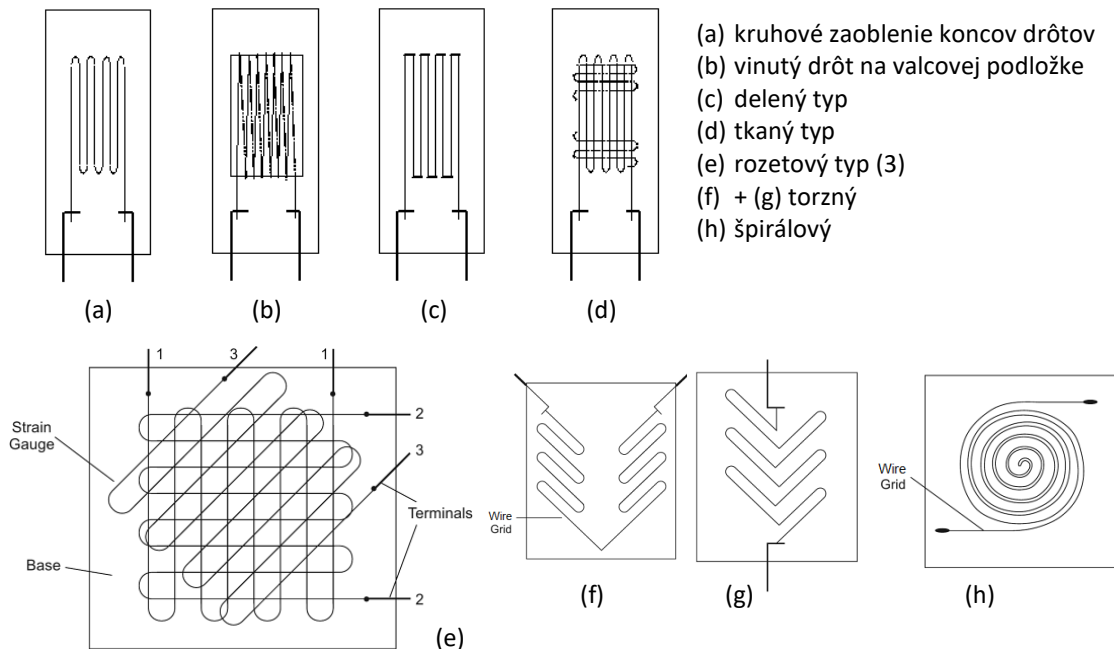 (a) kruhové zaoblenie koncov drôtov
(b) vinutý drôt na valcovej podložke
(c) delený typ
(d) tkaný typ
(e) rozetový typ (3)
(f) + (g) torzný
(h) špirálový
(a)
(b)
(c)
(d)
1
3
1
2
Strain
Gauge
3
Terminals
Base
2
(e)
Wire
Grid
(f)
(g)
Wire
Grid
(h)